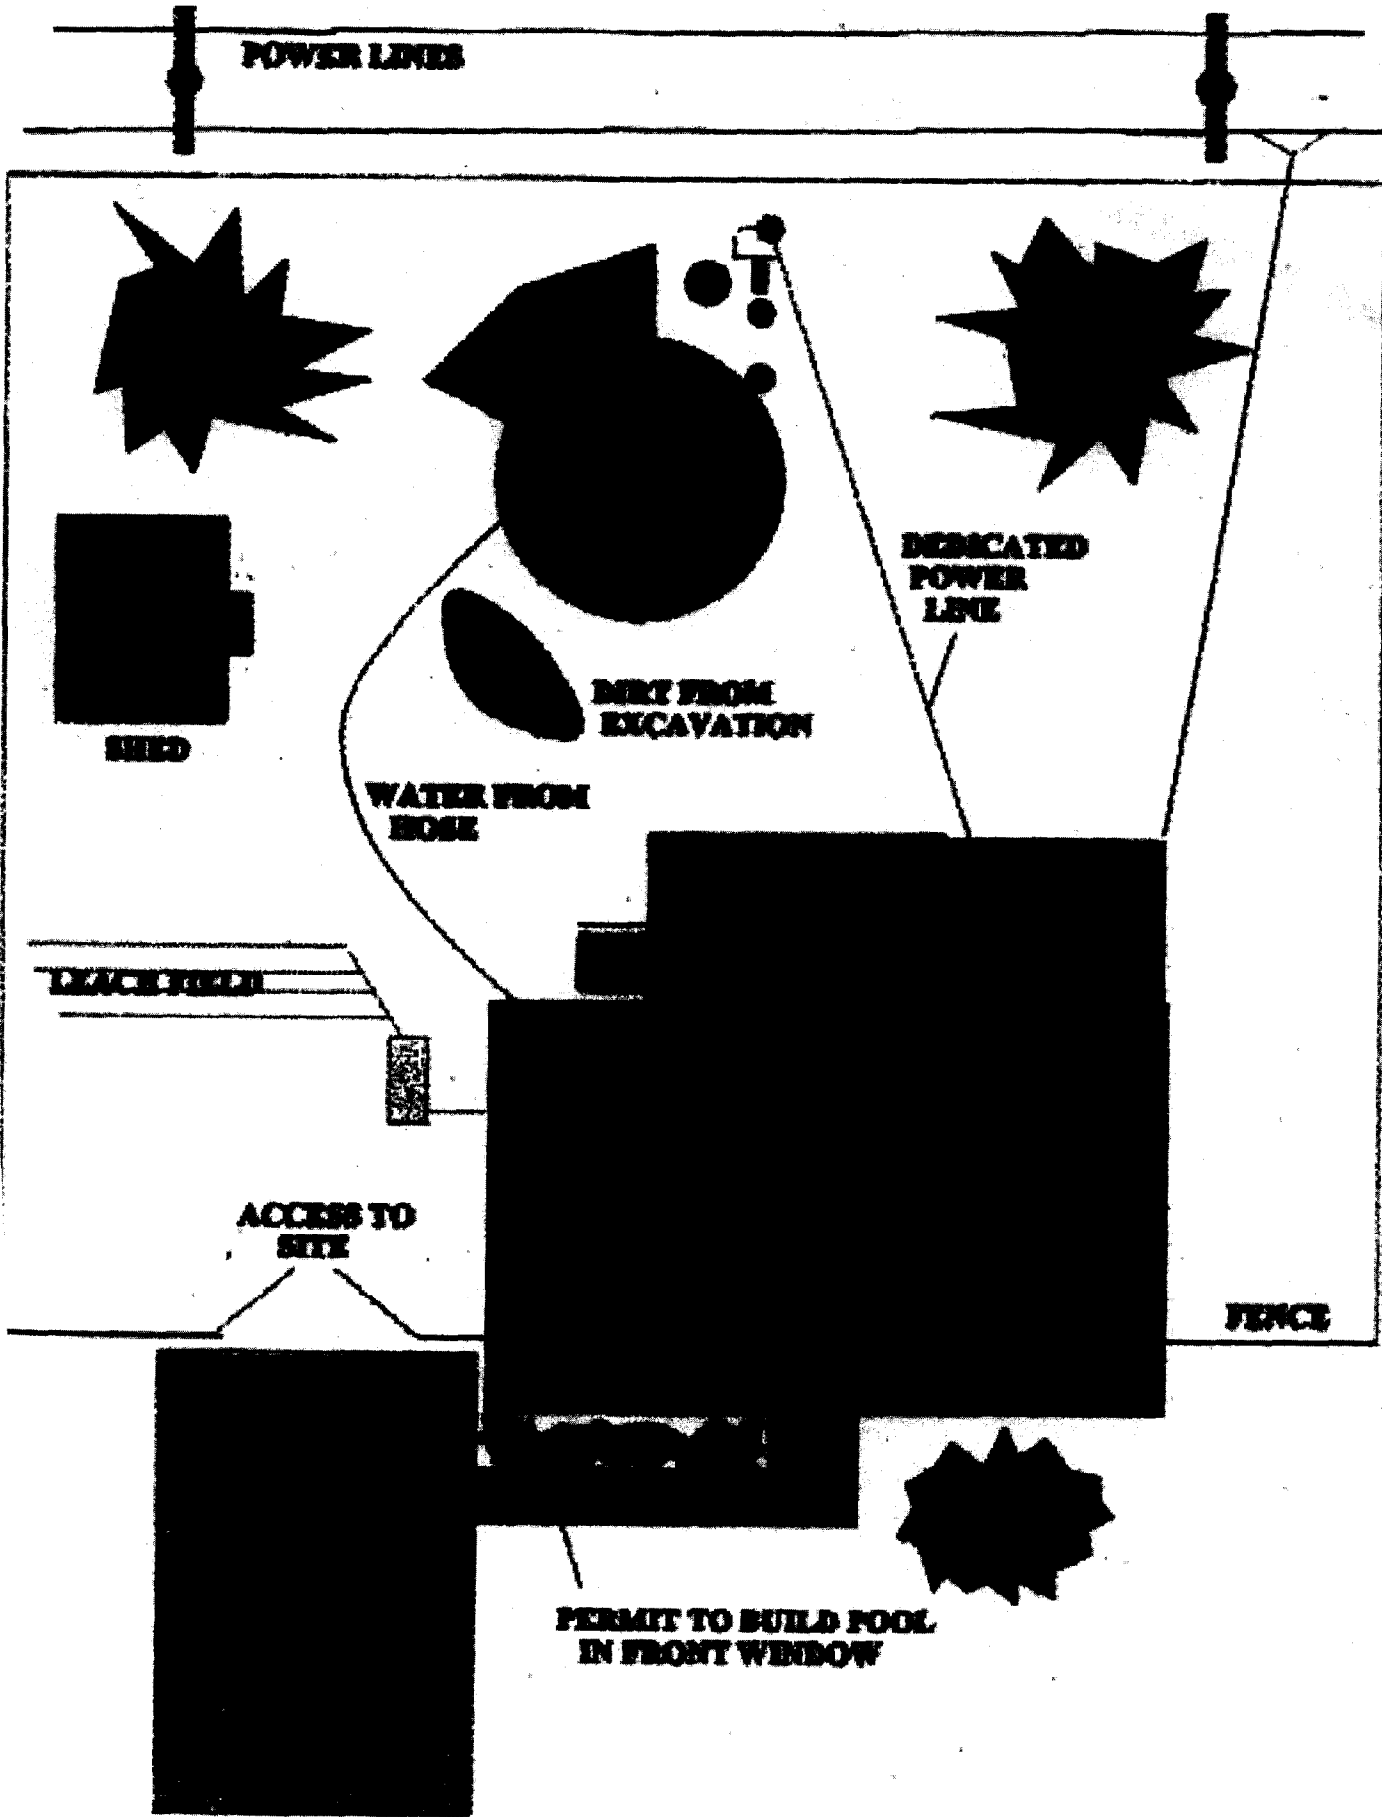 POWER LINES
DEDICATED
POWER
LINE
DIRT FROM
EXCAVATION
SHED
WATER FROM
HOSE
LEACH FIELD
ACCESS TO
SITE
FENCE
PERMIT TO BUILD POOL
IN FRONT WINDOW